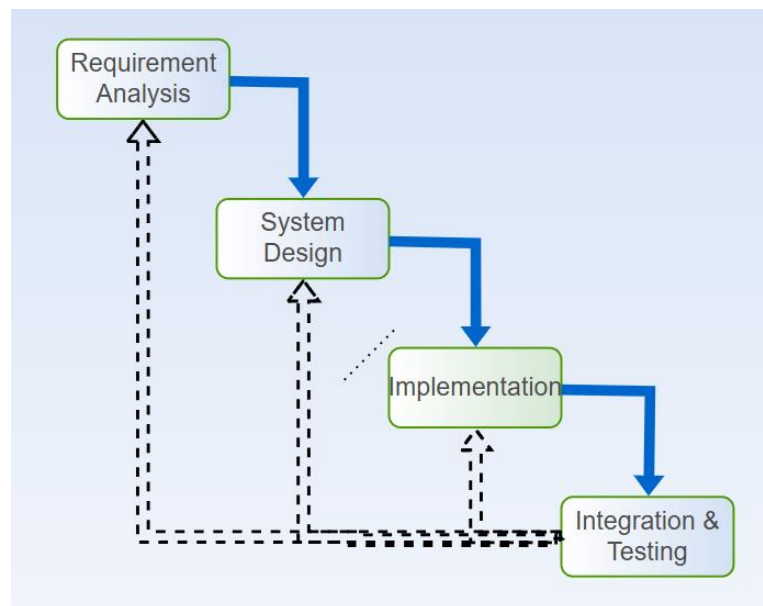 Requirement
Analysis
System
Design
Implementation
Integration &
Testing